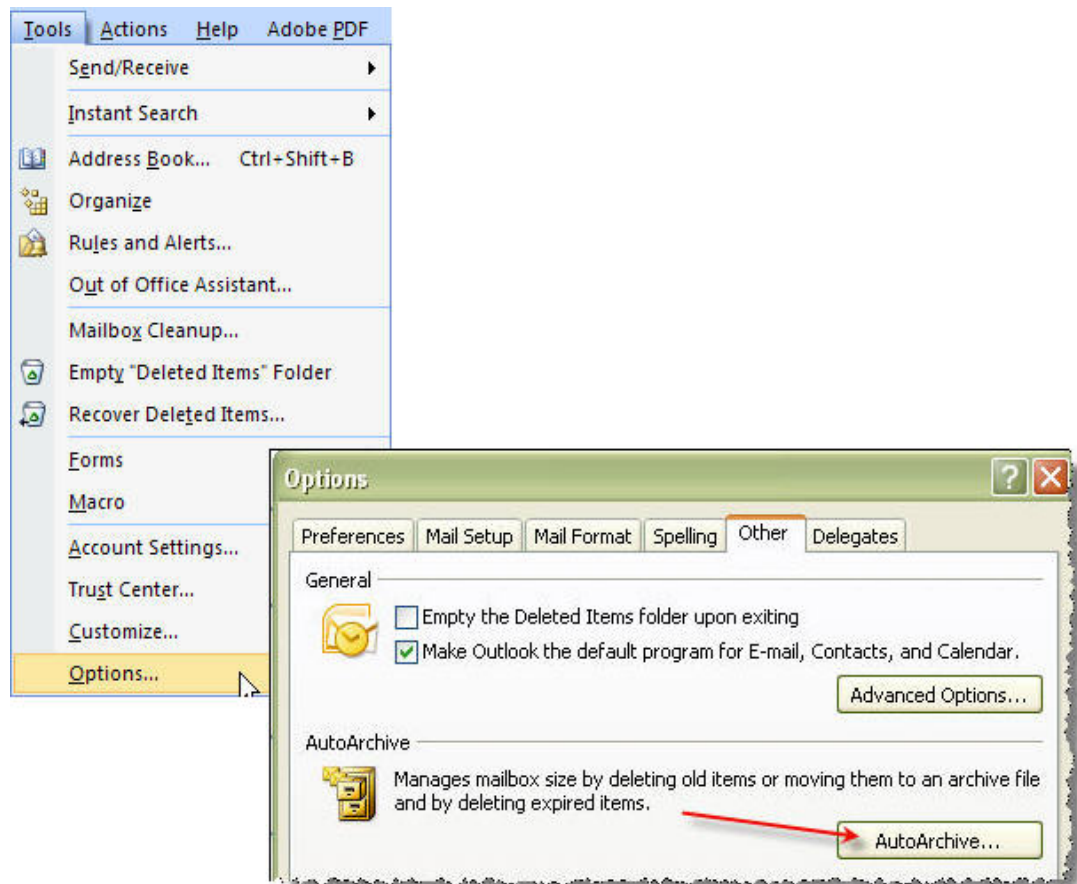 Tools Actions Help Adobe PDF
Send/Receive
Instant Search
Address Book... Ctrl+Shift+B
Organize
Rules and Alerts...
Out of Office Assistant...
Mailbox Cleanup...
Empty "Deleted Items" Folder
Recover Deleted Items...
Forms
Macro
Account Settings...
Trust Center...
Customize...
Options...
Options
Preferences Mail Setup Mail Format Spelling Other Delegates
General
Empty the Deleted Items folder upon exiting
Make Outlook the default program for E-mail, Contacts, and Calendar.
Advanced Options...
AutoArchive
Manages mailbox size by deleting old items or moving them to an archive file
and by deleting expired items.
AutoArchive...